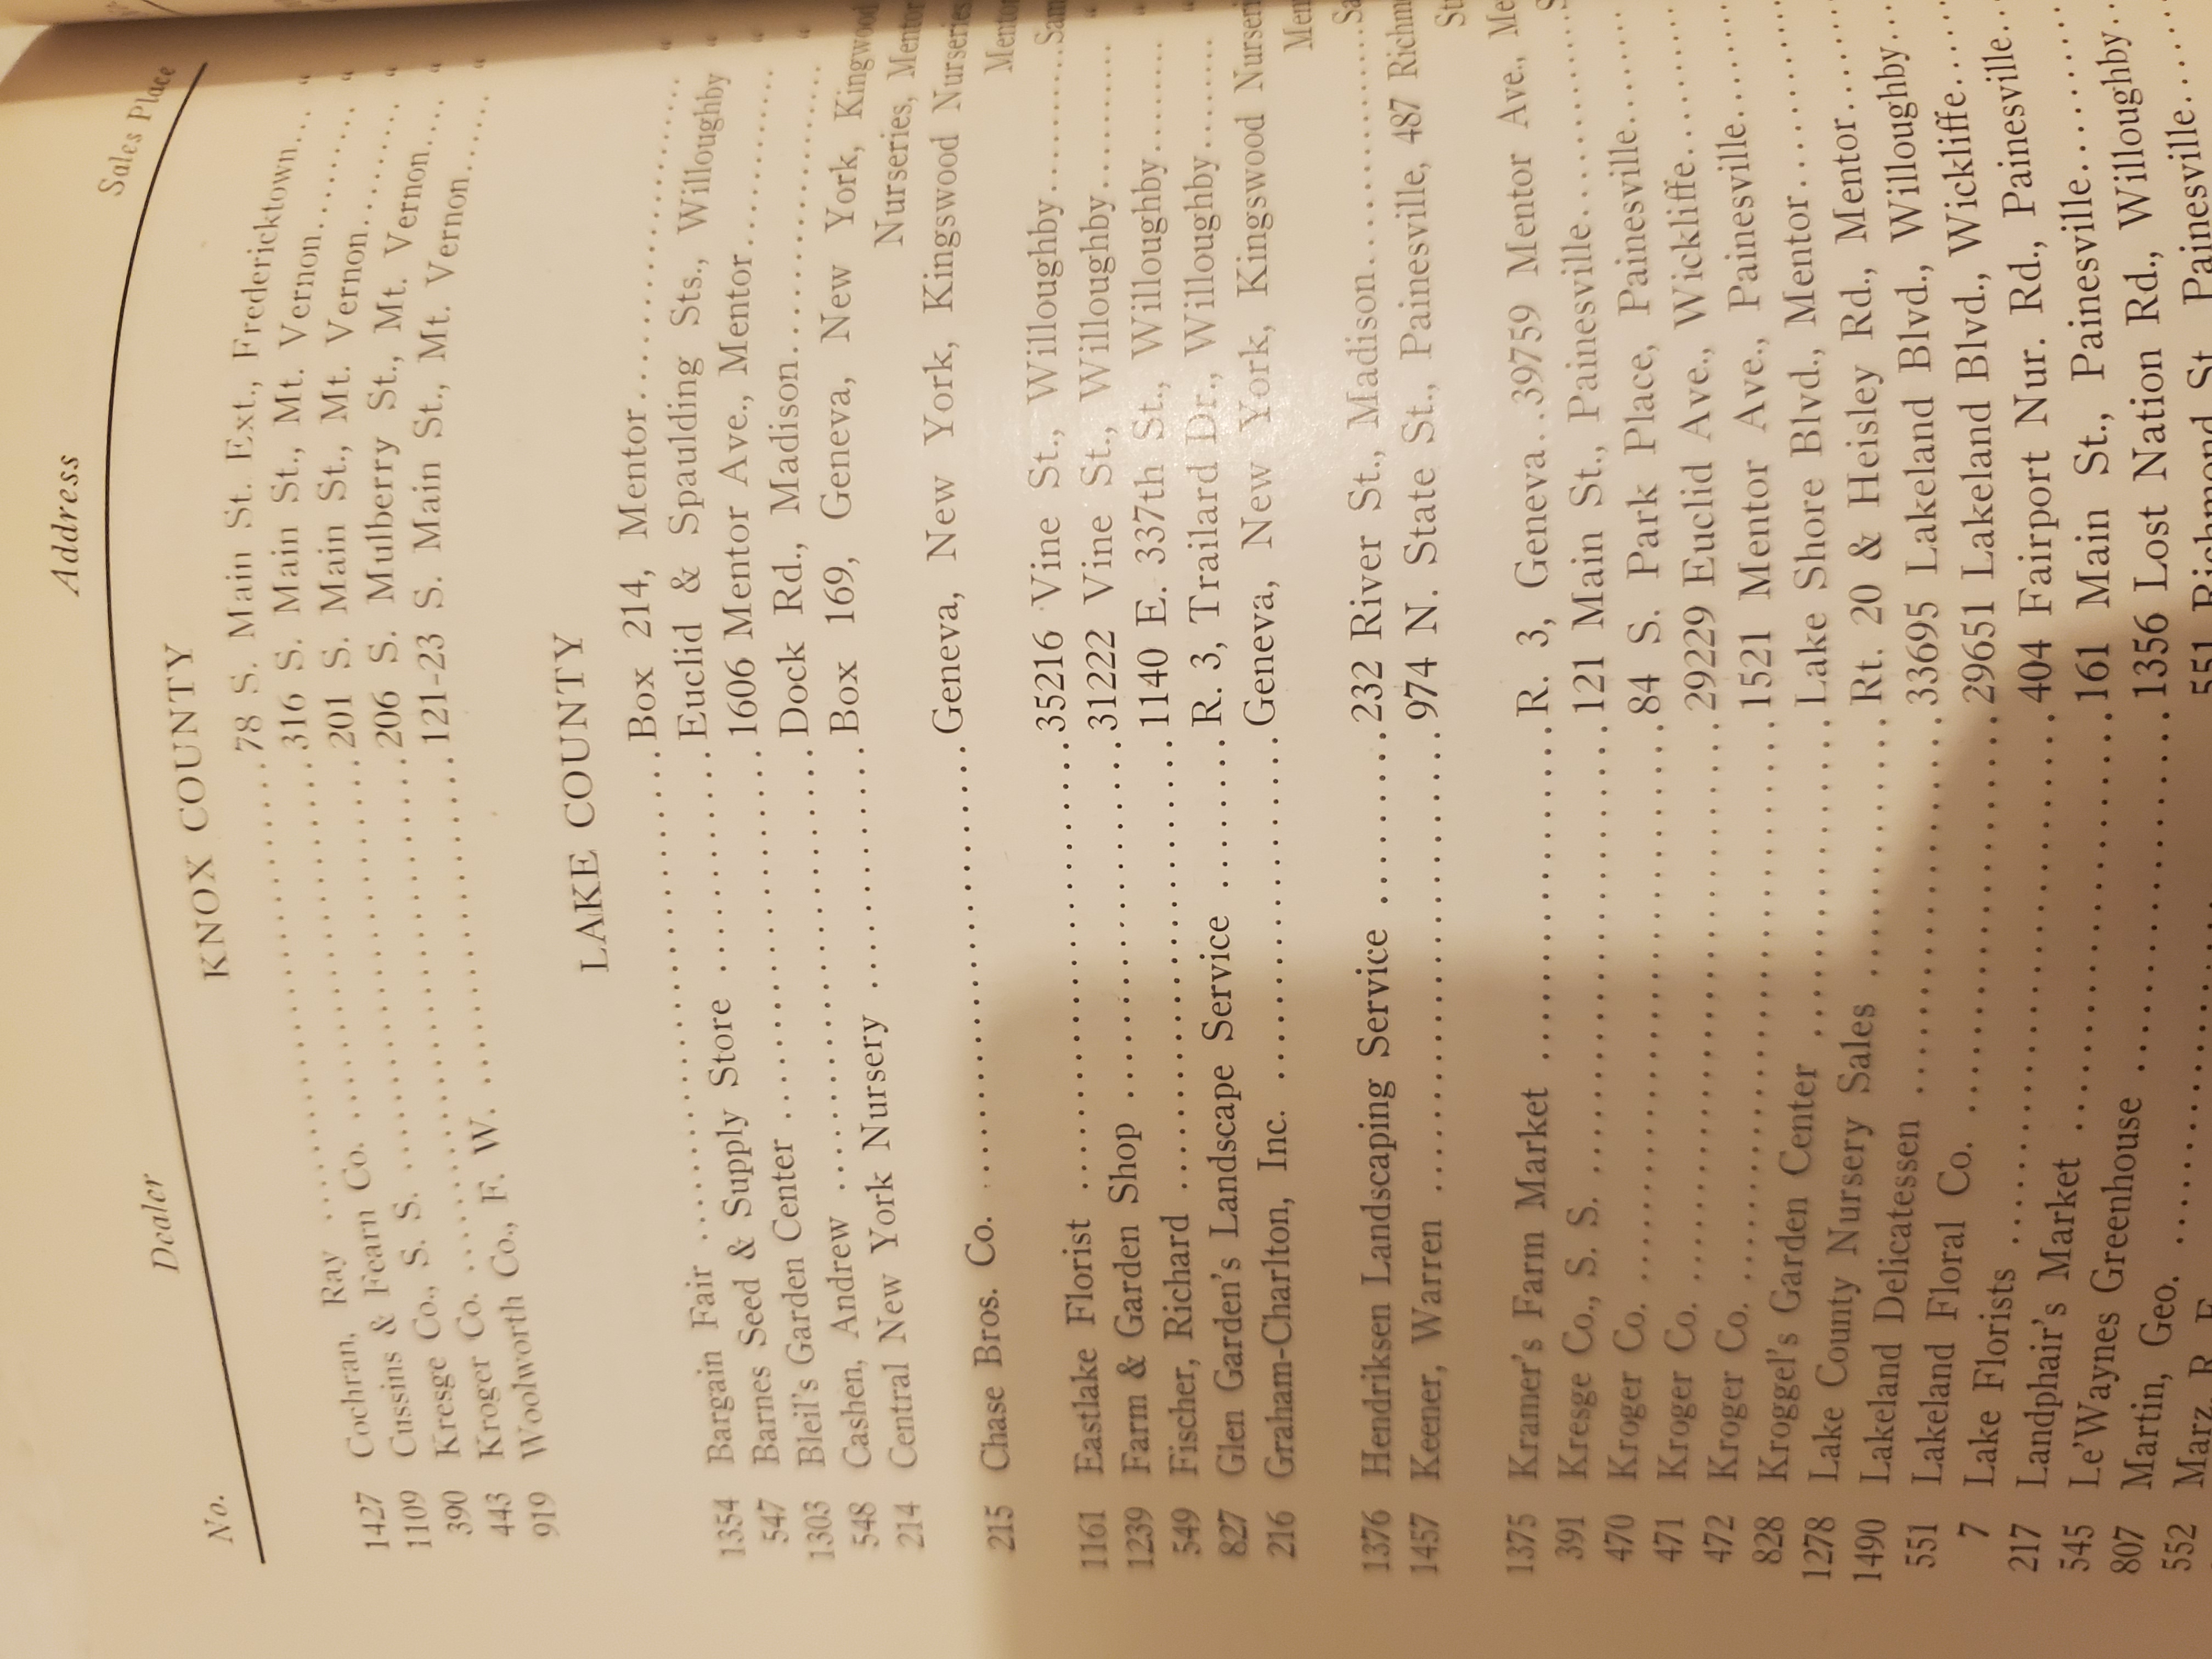 No. Dealer Address Sales Place
KNOX COUNTY
1427 Cochran, Ray ........ 78 S. Main St. Ext., Fredericktown.... "
1109 Cussins & Fearn Co. ........ 316 S. Main St., Mt. Vernon........ "
390 Kresge Co., S. S. ........ 201 S. Main St., Mt. Vernon........ "
443 Kroger Co. ........ 206 S. Mulberry St., Mt. Vernon.... "
919 Woolworth Co., F. W. ........ 121-23 S. Main St., Mt. Vernon...... "
LAKE COUNTY
1354 Bargain Fair ........ Box 214, Mentor........ "
547 Barnes Seed & Supply Store ........ Euclid & Spaulding Sts., Willoughby "
1303 Bleil's Garden Center ........ 1606 Mentor Ave., Mentor........ "
548 Cashen, Andrew ........ Dock Rd., Madison........ "
214 Central New York Nursery ........ Box 169, Geneva, New York, Kingwood
Nurseries, Mentor
215 Chase Bros. Co. ........ Geneva, New York, Kingswood Nurseries
Mentor
1161 Eastlake Florist ........ 35216 Vine St., Willoughby........ Sam
1239 Farm & Garden Shop ........ 31222 Vine St., Willoughby........ "
549 Fischer, Richard ........ 1140 E. 337th St., Willoughby........ "
827 Glen Garden's Landscape Service ........ R. 3, Trailard Dr., Willoughby........ "
216 Graham-Charlton, Inc. ........ Geneva, New York, Kingswood Nurseri
Men
1376 Hendriksen Landscaping Service ........ 232 River St., Madison........ Sa
1457 Keener, Warren ........ 974 N. State St., Painesville, 487 Richm
St
1375 Kramer's Farm Market ........ R. 3, Geneva..39759 Mentor Ave., Me
391 Kresge Co., S. S. ........ 121 Main St., Painesville........ S
470 Kroger Co. ........ 84 S. Park Place, Painesville........
471 Kroger Co. ........ 29229 Euclid Ave., Wickliffe........
472 Kroger Co. ........ 1521 Mentor Ave., Painesville........
828 Kroggel's Garden Center ........ Lake Shore Blvd., Mentor........
1278 Lake County Nursery Sales ........ Rt. 20 & Heisley Rd., Mentor........
1490 Lakeland Delicatessen ........ 33695 Lakeland Blvd., Willoughby...
551 Lakeland Floral Co. ........ 29651 Lakeland Blvd., Wickliffe.....
7 Lake Florists ........ 404 Fairport Nur. Rd., Painesville...
217 Landphair's Market ........ 161 Main St., Painesville........
545 Le'Waynes Greenhouse ........ 1356 Lost Nation Rd., Willoughby...
807 Martin, Geo. ........ 551 Richmond St., Painesville......
552 Marz, R.